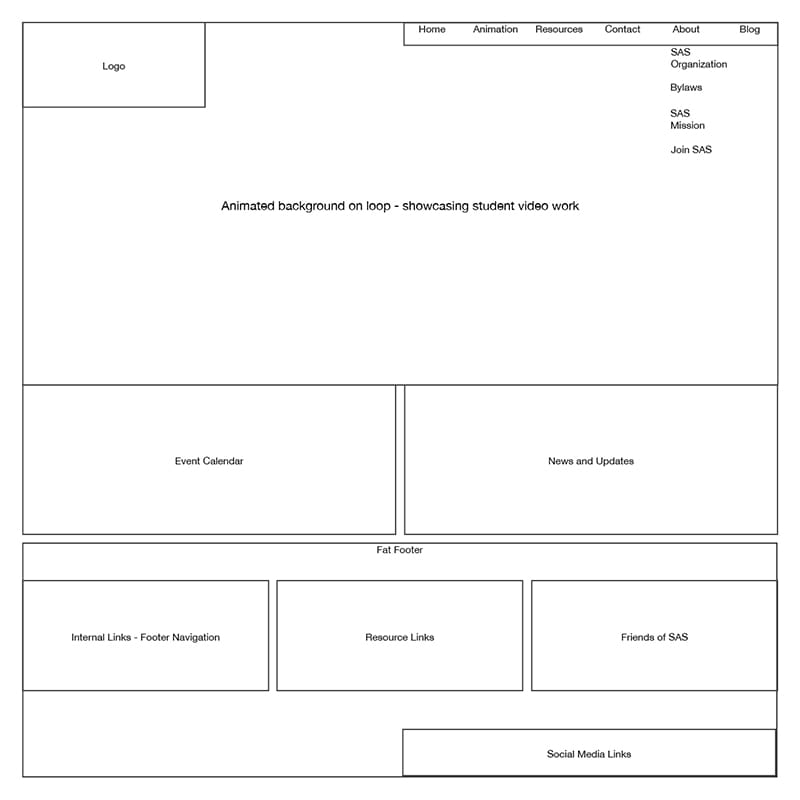 Home Animation Resources Contact About Blog
Logo
SAS
Organization
Bylaws
SAS
Mission
Join SAS
Animated background on loop - showcasing student video work
Event Calendar
News and Updates
Fat Footer
Internal Links - Footer Navigation
Resource Links
Friends of SAS
Social Media Links